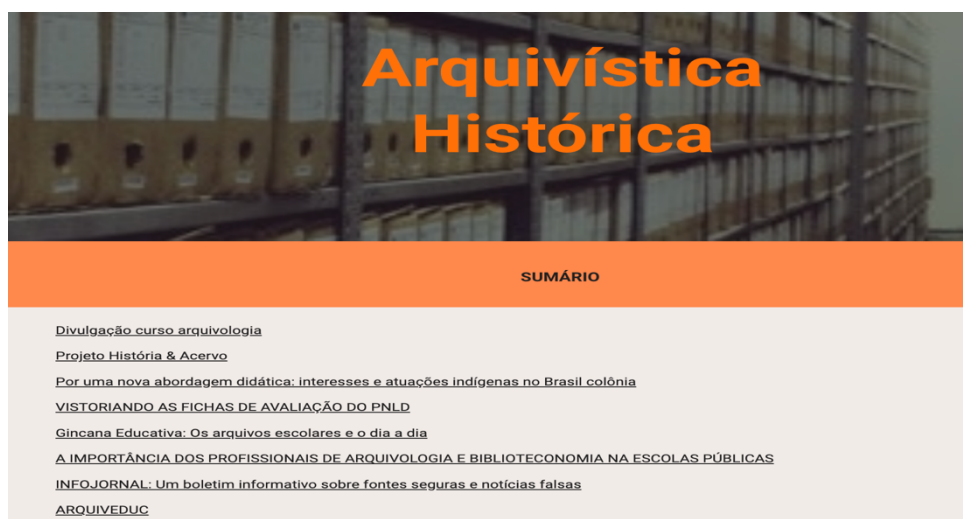 Arquivística
Histórica
SUMÁRIO
Divulgação curso arquivologia
Projeto História & Acervo
Por uma nova abordagem didática: interesses e atuações indígenas no Brasil colônia
VISTORIANDO AS FICHAS DE AVALIAÇÃO DO PNLD
Gincana Educativa: Os arquivos escolares e o dia a dia
A IMPORTÂNCIA DOS PROFISSIONAIS DE ARQUIVOLOGIA E BIBLIOTECONOMIA NA ESCOLAS PÚBLICAS
INFOJORNAL: Um boletim informativo sobre fontes seguras e notícias falsas
ARQUIVEDUC